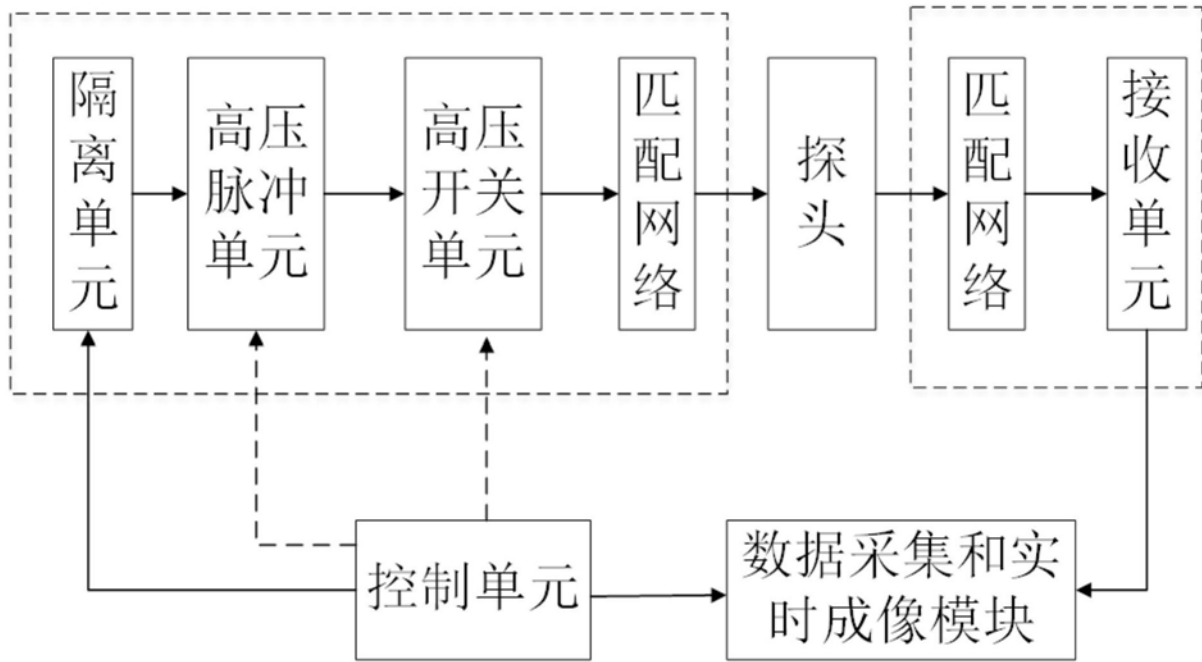 隔离单元
高压
脉冲
单元
高压
开关
单元
匹配网络
探头
匹配网络
接收单元
控制单元
数据采集和实
时成像模块